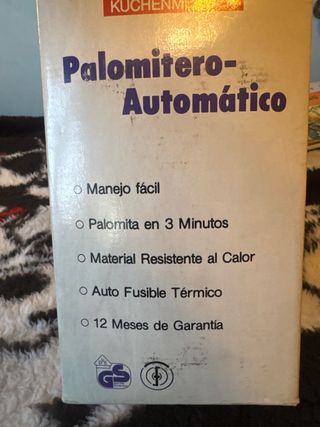 Palomitero-
Automático
○ Manejo fácil
○ Palomita en 3 Minutos
○ Material Resistente al Calor
○ Auto Fusible Térmico
○ 12 Meses de Garantía
GS